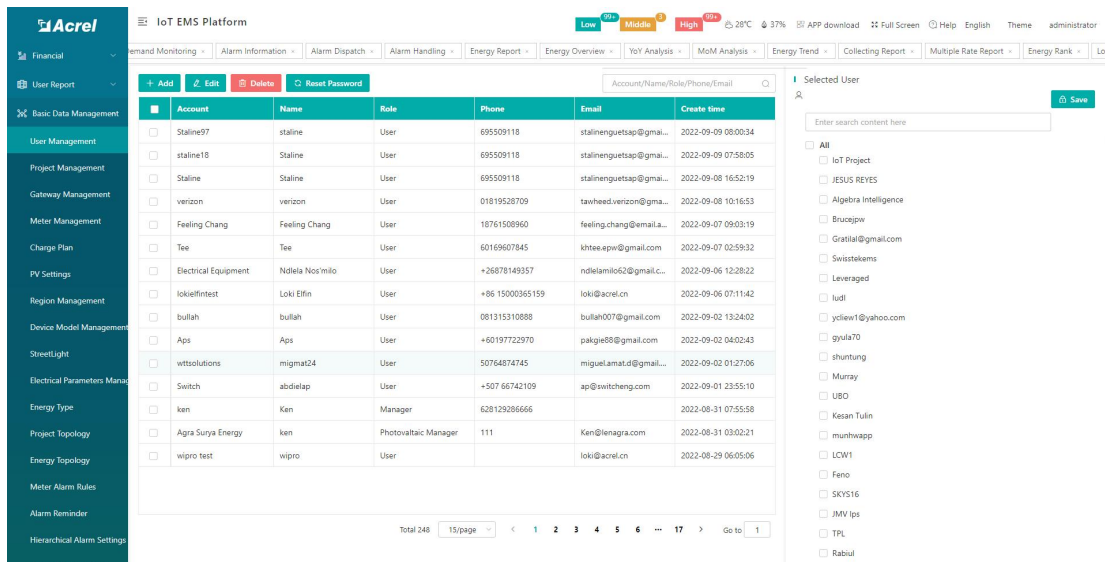 Acrel
IoT EMS Platform
Low 99+ Middle 3 High 99+ 28°C 37% APP download Full Screen Help English Theme administrator
Financial
User Report
Basic Data Management
User Management
Project Management
Gateway Management
Meter Management
Charge Plan
PV Settings
Region Management
Device Model Management
StreetLight
Electrical Parameters Manag
Energy Type
Project Topology
Energy Topology
Meter Alarm Rules
Alarm Reminder
Hierarchical Alarm Settings
emand Monitoring × Alarm Information × Alarm Dispatch × Alarm Handling × Energy Report × Energy Overview × YoY Analysis × MoM Analysis × Energy Trend × Collecting Report × Multiple Rate Report × Energy Rank × Lo
+ Add Edit Delete Reset Password Account/Name/Role/Phone/Email
Account Name Role Phone Email Create time
Staline97 staline User 695509118 stalinenguetsap@gmai... 2022-09-09 08:00:34
staline18 Staline User 695509118 stalinenguetsap@gmai... 2022-09-09 07:58:05
Staline Staline User 695509118 stalinenguetsap@gmai... 2022-09-08 16:52:19
verizon verizon User 01819528709 tawheed.verizon@gma... 2022-09-08 10:16:53
Feeling Chang Feeling Chang User 18761508960 feeling.chang@email.a... 2022-09-07 09:03:19
Tee Tee User 60169607845 khtee.epw@gmail.com 2022-09-07 02:59:32
Electrical Equipment Ndlela Nos'milo User +26878149357 ndlelamilo62@gmail.c... 2022-09-06 12:28:22
lokielfintest Loki Elfin User +86 15000365159 loki@acrel.cn 2022-09-06 07:11:42
bullah bullah User 081315310888 bullah007@gmail.com 2022-09-02 13:24:02
Aps Aps User +60197722970 pakgie88@gmail.com 2022-09-02 04:02:43
wttsolutions migmat24 User 50764874745 miguel.amat.d@gmail.... 2022-09-02 01:27:06
Switch abdielap User +507 66742109 ap@switcheng.com 2022-09-01 23:55:10
ken Ken Manager 628129286666 2022-08-31 07:55:58
Agra Surya Energy ken Photovaltaic Manager 111 Ken@lenagra.com 2022-08-31 03:02:21
wipro test wipro User loki@acrel.cn 2022-08-29 06:05:06
Total 248 15/page < 1 2 3 4 5 6 ··· 17 > Go to 1
Selected User
Save
Enter search content here
All
IoT Project
JESUS REYES
Algebra Intelligence
Brucejpw
Gratilal@gmail.com
Swisstekems
Leveraged
ludl
ycliew1@yahoo.com
gyula70
shuntung
Murray
UBO
Kesan Tulin
munhwapp
LCW1
Feno
SKYS16
JMV lps
TPL
Rabiul